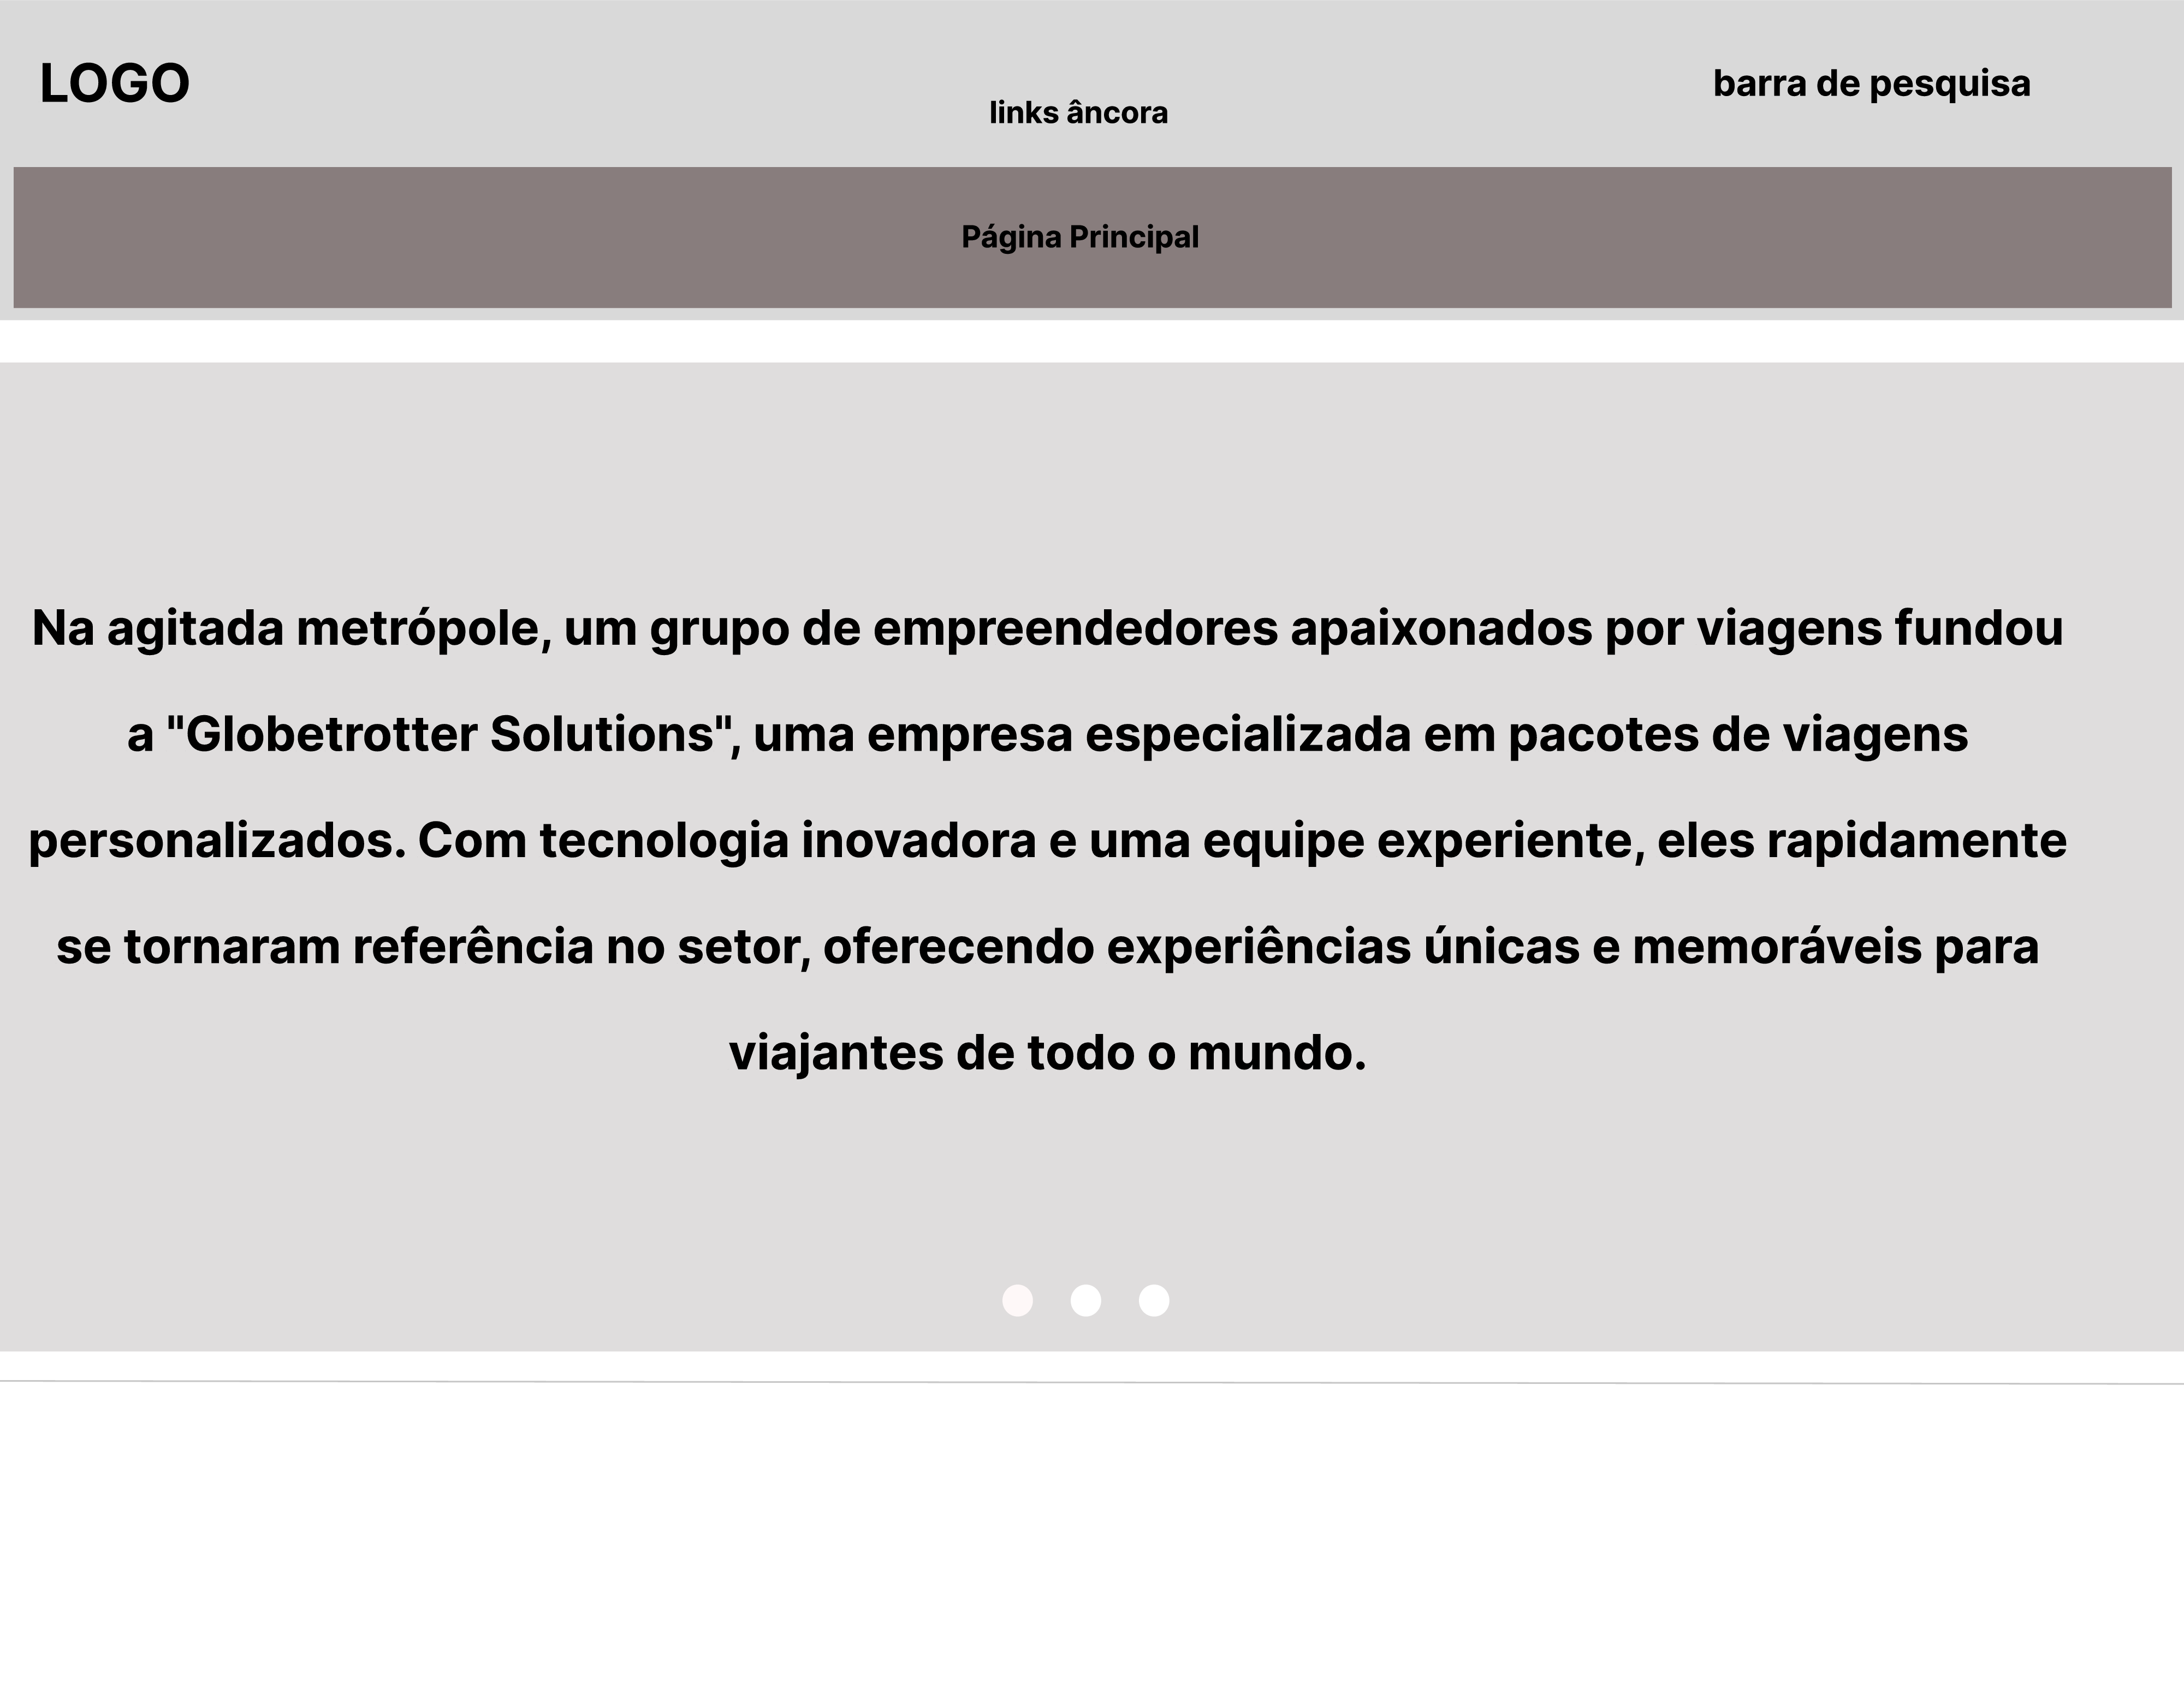 LOGO
links âncora
barra de pesquisa
Página Principal
Na agitada metrópole, um grupo de empreendedores apaixonados por viagens fundou
a "Globetrotter Solutions", uma empresa especializada em pacotes de viagens
personalizados. Com tecnologia inovadora e uma equipe experiente, eles rapidamente
se tornaram referência no setor, oferecendo experiências únicas e memoráveis para
viajantes de todo o mundo.